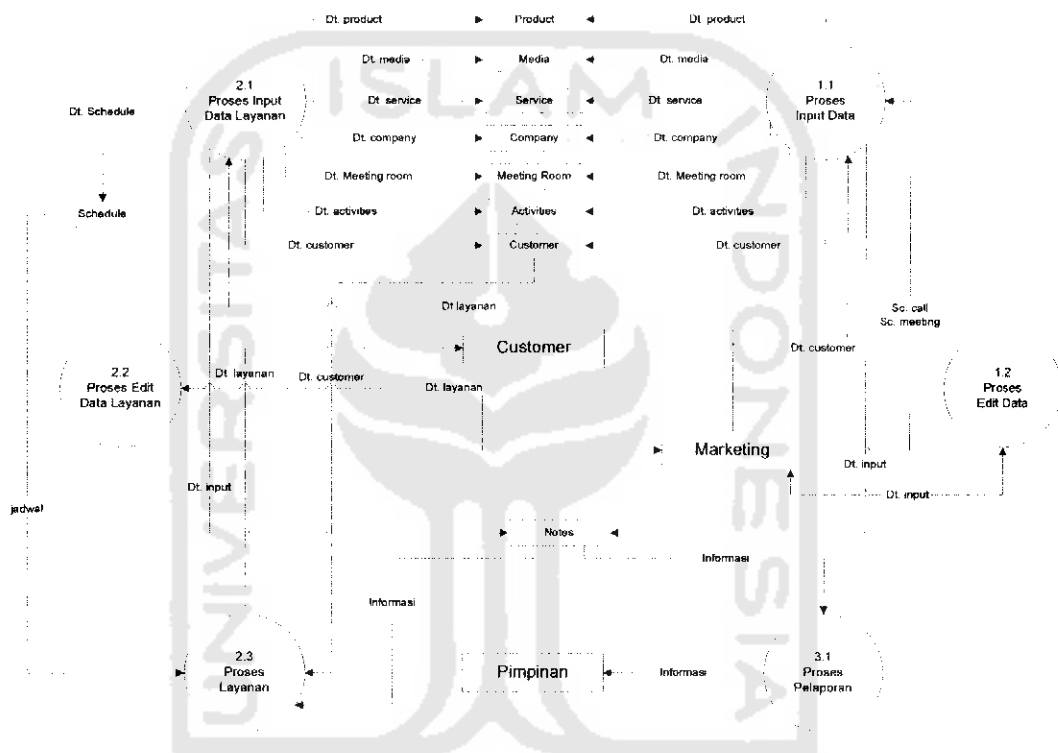 Dt. product Product Dt. product
Dt. media Media Dt. media
2.1
Proses Input
Data Layanan
Dt. service Service Dt. service
1.1
Proses
Input Data
Dt. Schedule
Dt. company Company Dt. company
Dt. Meeting room Meeting Room Dt. Meeting room
Schedule
Dt. activities Activities Dt. activities
Dt. customer Customer Dt. customer
Dt layanan
Sc. call
Sc. meeting
Customer
Dt. customer
2.2
Proses Edit
Data Layanan
Dt. layanan
Dt. customer
Dt. layanan
1.2
Proses
Edit Data
Marketing
Dt. input
Dt. input
Dt. input
jadwal
Notes
Informasi
Informasi
2.3
Proses
Layanan
Pimpinan
Informasi
3.1
Proses
Pelaporan
UNIVERSITAS
ISLAM
INDONESIA